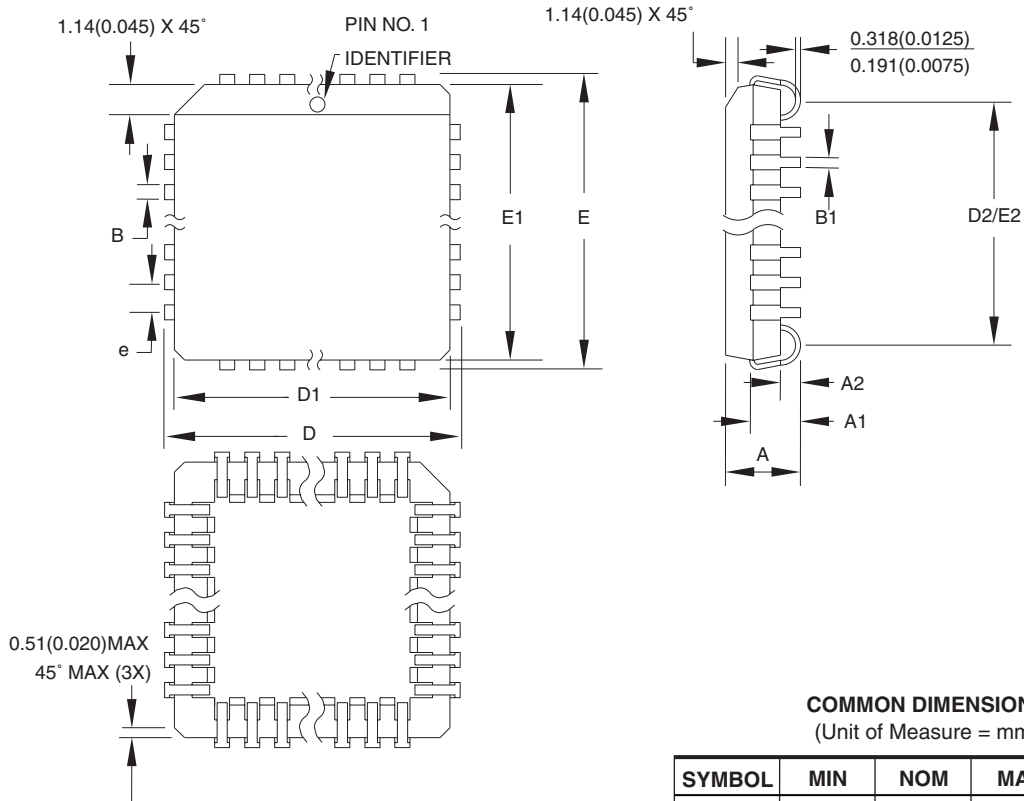 1.14(0.045) X 45˚
PIN NO. 1
IDENTIFIER
1.14(0.045) X 45˚
0.318(0.0125)
0.191(0.0075)
B
e
E1
E
B1
D2/E2
A2
A1
A
D1
D
0.51(0.020)MAX
45˚ MAX (3X)
COMMON DIMENSION
(Unit of Measure = mm
SYMBOL MIN NOM MA